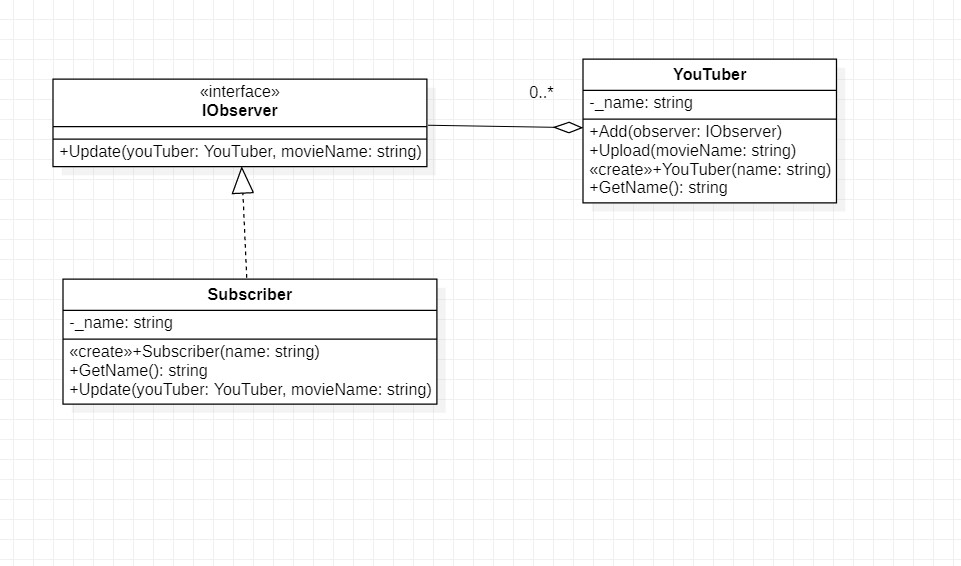 «interface»
IObserver
+Update(youTuber: YouTuber, movieName: string)
0..*
YouTuber
-_name: string
+Add(observer: IObserver)
+Upload(movieName: string)
«create»+YouTuber(name: string)
+GetName(): string
Subscriber
-_name: string
«create»+Subscriber(name: string)
+GetName(): string
+Update(youTuber: YouTuber, movieName: string)